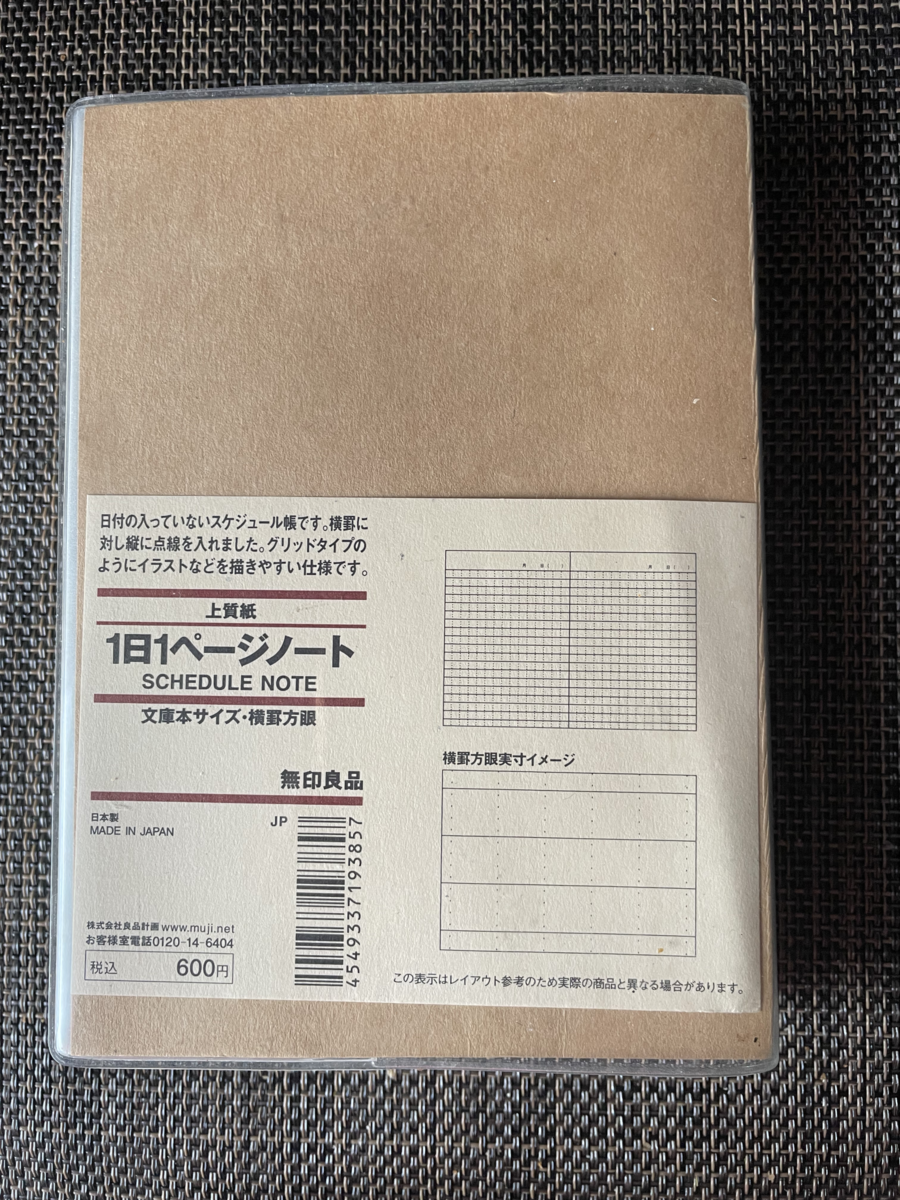 日付の入っていないスケジュール帳です。横罫に
対し縦に点線を入れました。グリッドタイプの
ようにイラストなどを描きやすい仕様です。
上質紙
1日1ページノート
SCHEDULE NOTE
文庫本サイズ・横罫方眼
無印良品
日本製
MADE IN JAPAN
JP
4549337193857
株式会社良品計画 www.muji.net
お客様室電話0120-14-6404
税込 600円
月 日( ) 月 日( )
横罫方眼実寸イメージ
この表示はレイアウト参考のため実際の商品と異なる場合があります。